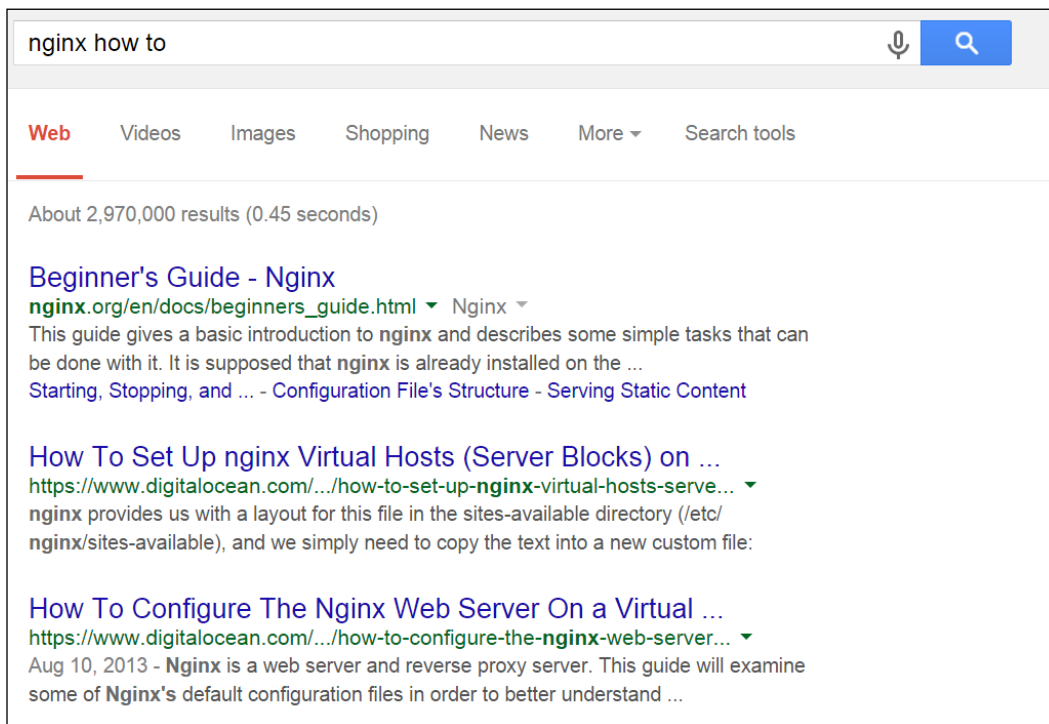 nginx how to
Web Videos Images Shopping News More Search tools
About 2,970,000 results (0.45 seconds)
Beginner's Guide - Nginx
nginx.org/en/docs/beginners_guide.html Nginx
This guide gives a basic introduction to nginx and describes some simple tasks that can
be done with it. It is supposed that nginx is already installed on the ...
Starting, Stopping, and ... - Configuration File's Structure - Serving Static Content
How To Set Up nginx Virtual Hosts (Server Blocks) on ...
https://www.digitalocean.com/.../how-to-set-up-nginx-virtual-hosts-serve...
nginx provides us with a layout for this file in the sites-available directory (/etc/
nginx/sites-available), and we simply need to copy the text into a new custom file:
How To Configure The Nginx Web Server On a Virtual ...
https://www.digitalocean.com/.../how-to-configure-the-nginx-web-server...
Aug 10, 2013 - Nginx is a web server and reverse proxy server. This guide will examine
some of Nginx's default configuration files in order to better understand ...